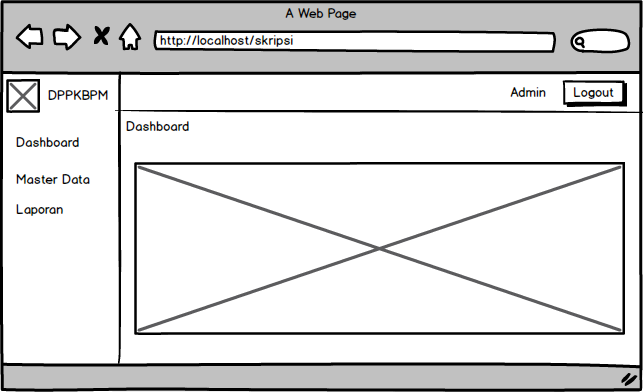 A Web Page
http://localhost/skripsi
DPPKBPM
Admin
Logout
Dashboard
Dashboard
Master Data
Laporan